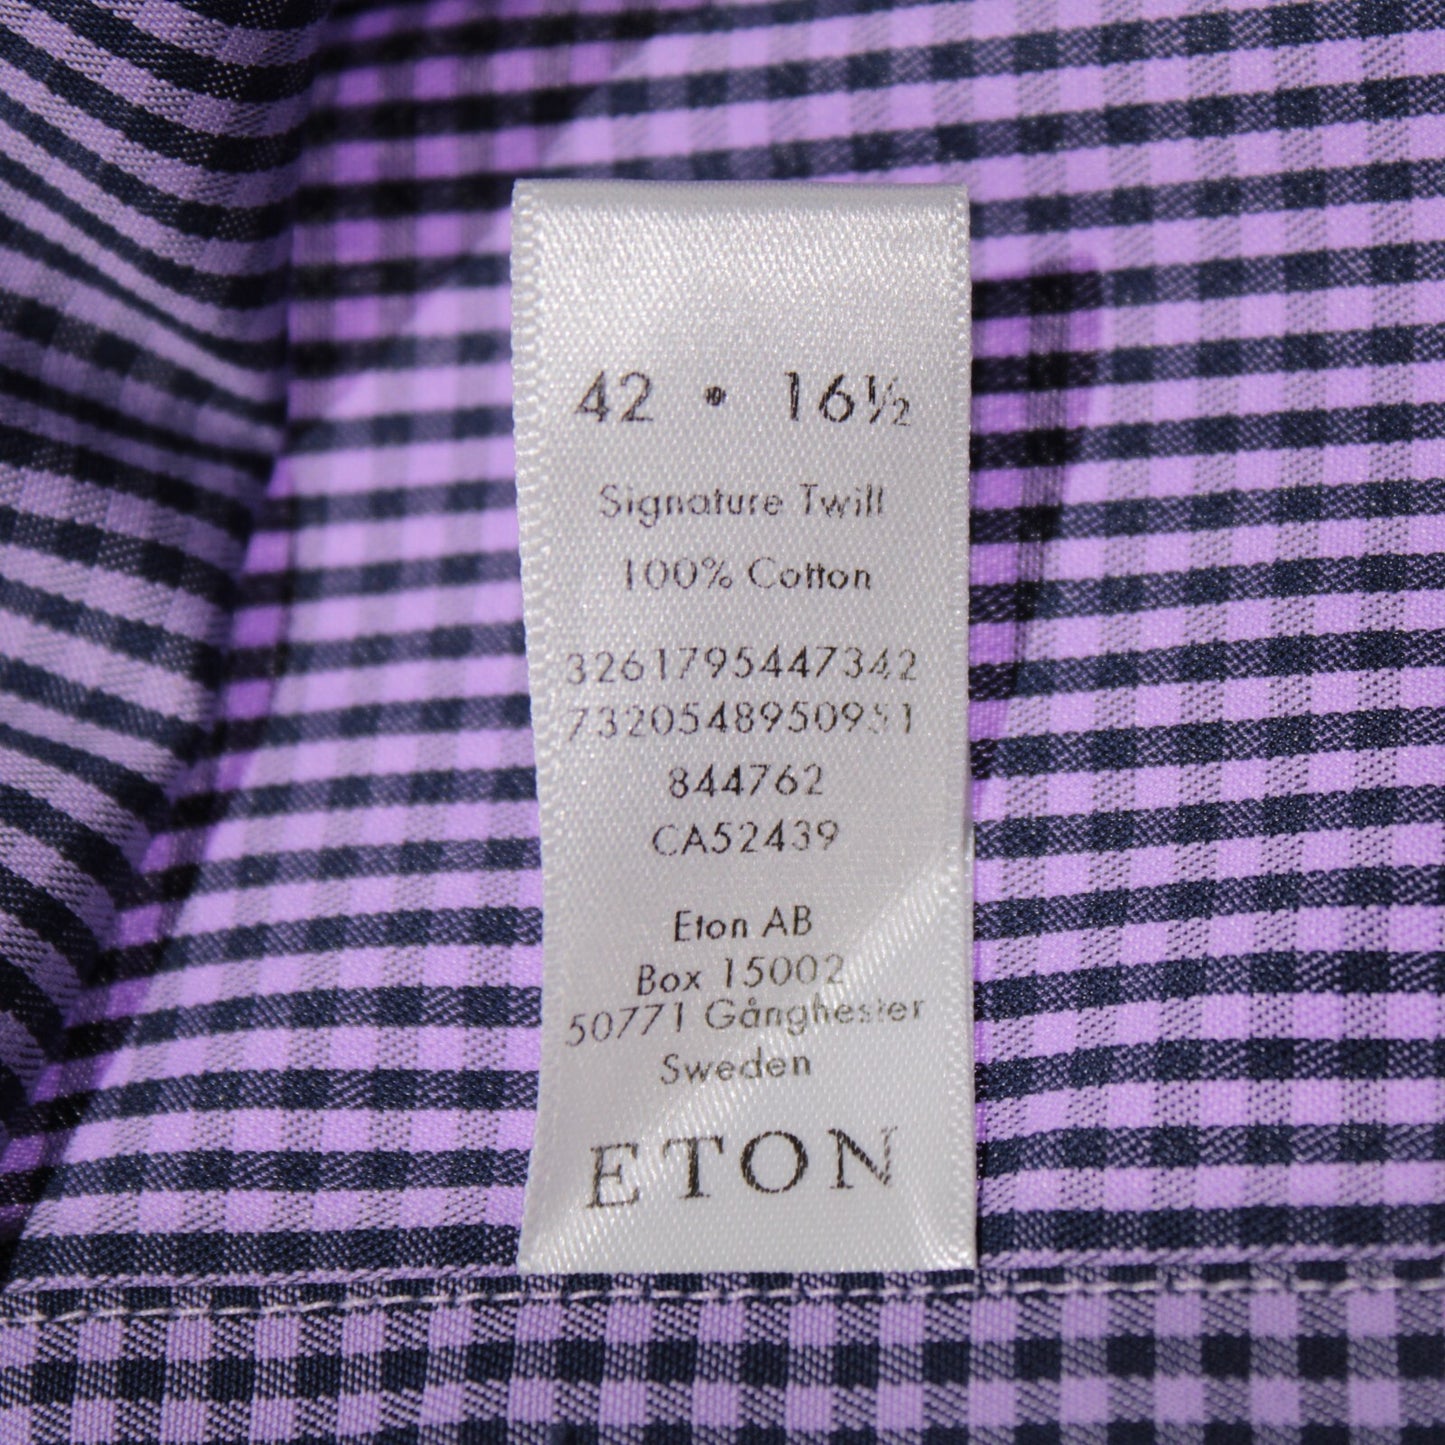 42 • 16½
Signature Twill
100% Cotton
3261795447342
7320548950951
844762
CA52439
Eton AB
Box 15002
50771 Gånghester
Sweden
ETON